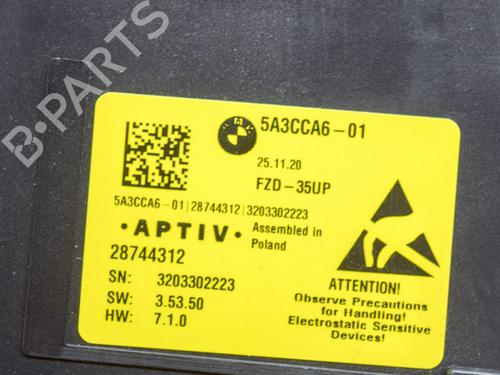 B-PARTS
BMW
5A3CCA6-01
25.11.20
FZD-35UP
5A3CCA6-01|28744312|3203302223
• APTIV •
Assembled in
Poland
28744312
SN: 3203302223
SW: 3.53.50
HW: 7.1.0
ATTENTION!
Observe Precautions
for Handling!
Electrostatic Sensitive
Devices!